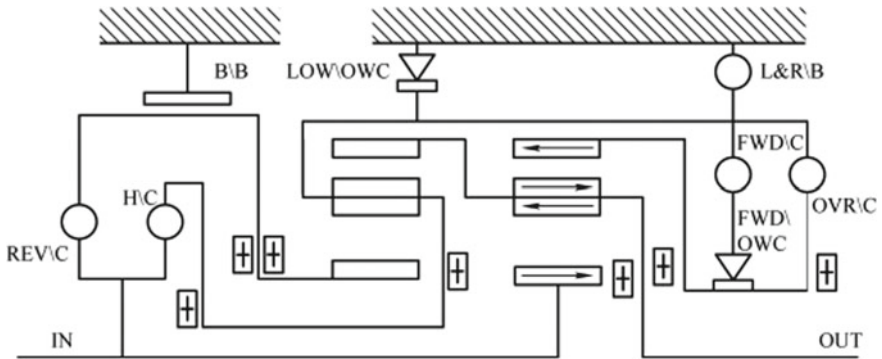 B\B
LOW\OWC
L&R\B
FWD\C
H\C
OVR\C
REV\C
FWD\
OWC
IN
OUT